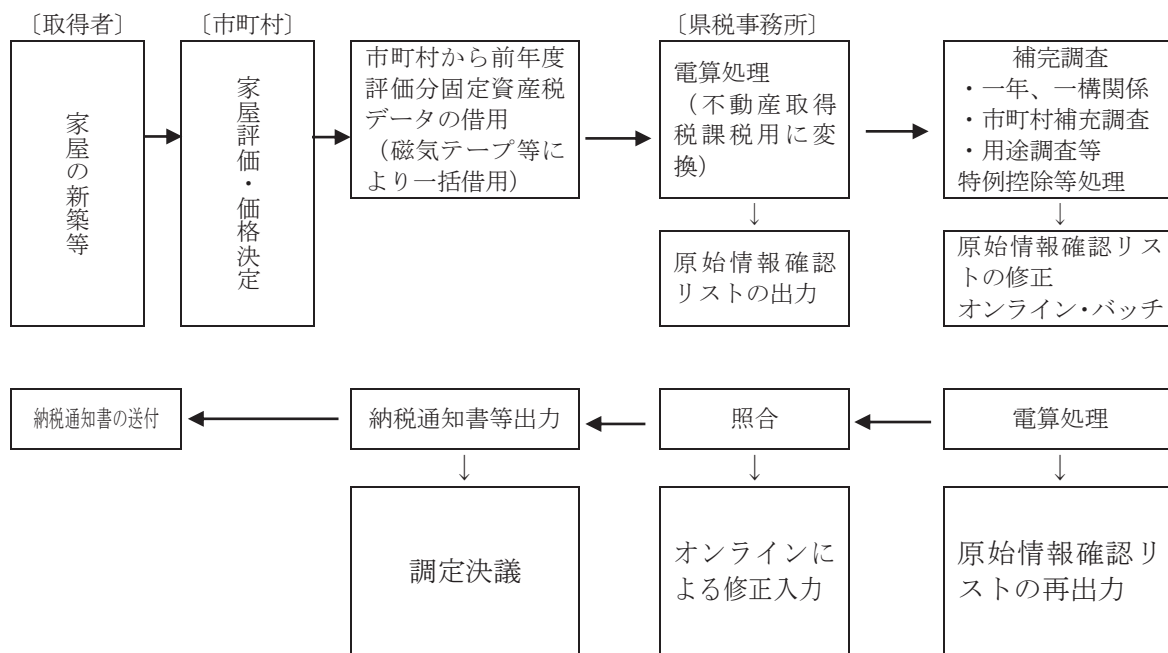 〔取得者〕
〔市町村〕
〔県税事務所〕
家屋の新築等
家屋評価・価格決定
市町村から前年度
評価分固定資産税
データの借用
（磁気テープ等に
より一括借用）
電算処理
（不動産取得
税課税用に変
換）
補完調査
・一年、一構関係
・市町村補充調査
・用途調査等
特例控除等処理
↓
↓
原始情報確認
リストの出力
原始情報確認リス
トの修正
オンライン・バッチ
納税通知書の送付
納税通知書等出力
照合
電算処理
↓
↓
↓
調定決議
オンラインに
よる修正入力
原始情報確認リ
ストの再出力